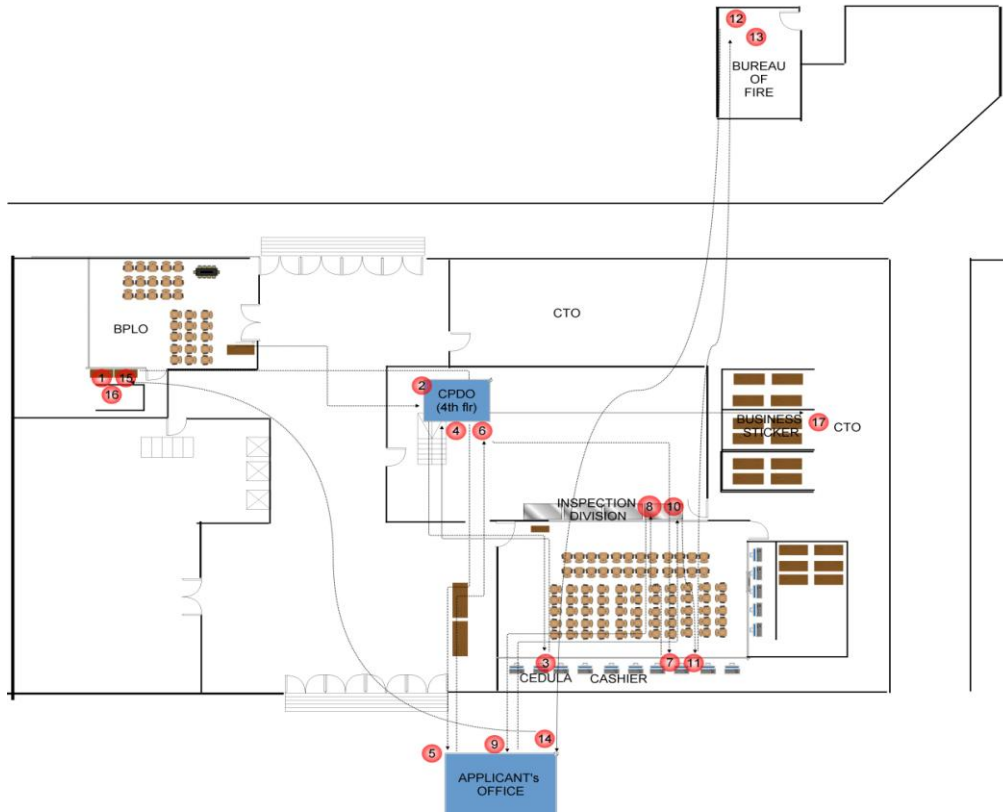 12
13
BUREAU
OF
FIRE
CTO
BPLO
1
15
16
2
CPDO
(4th flr)
4
6
BUSINESS
STICKER
17
CTO
INSPECTION
DIVISION
8
10
3
CEDULA
CASHIER
7
11
5
9
14
APPLICANT's
OFFICE